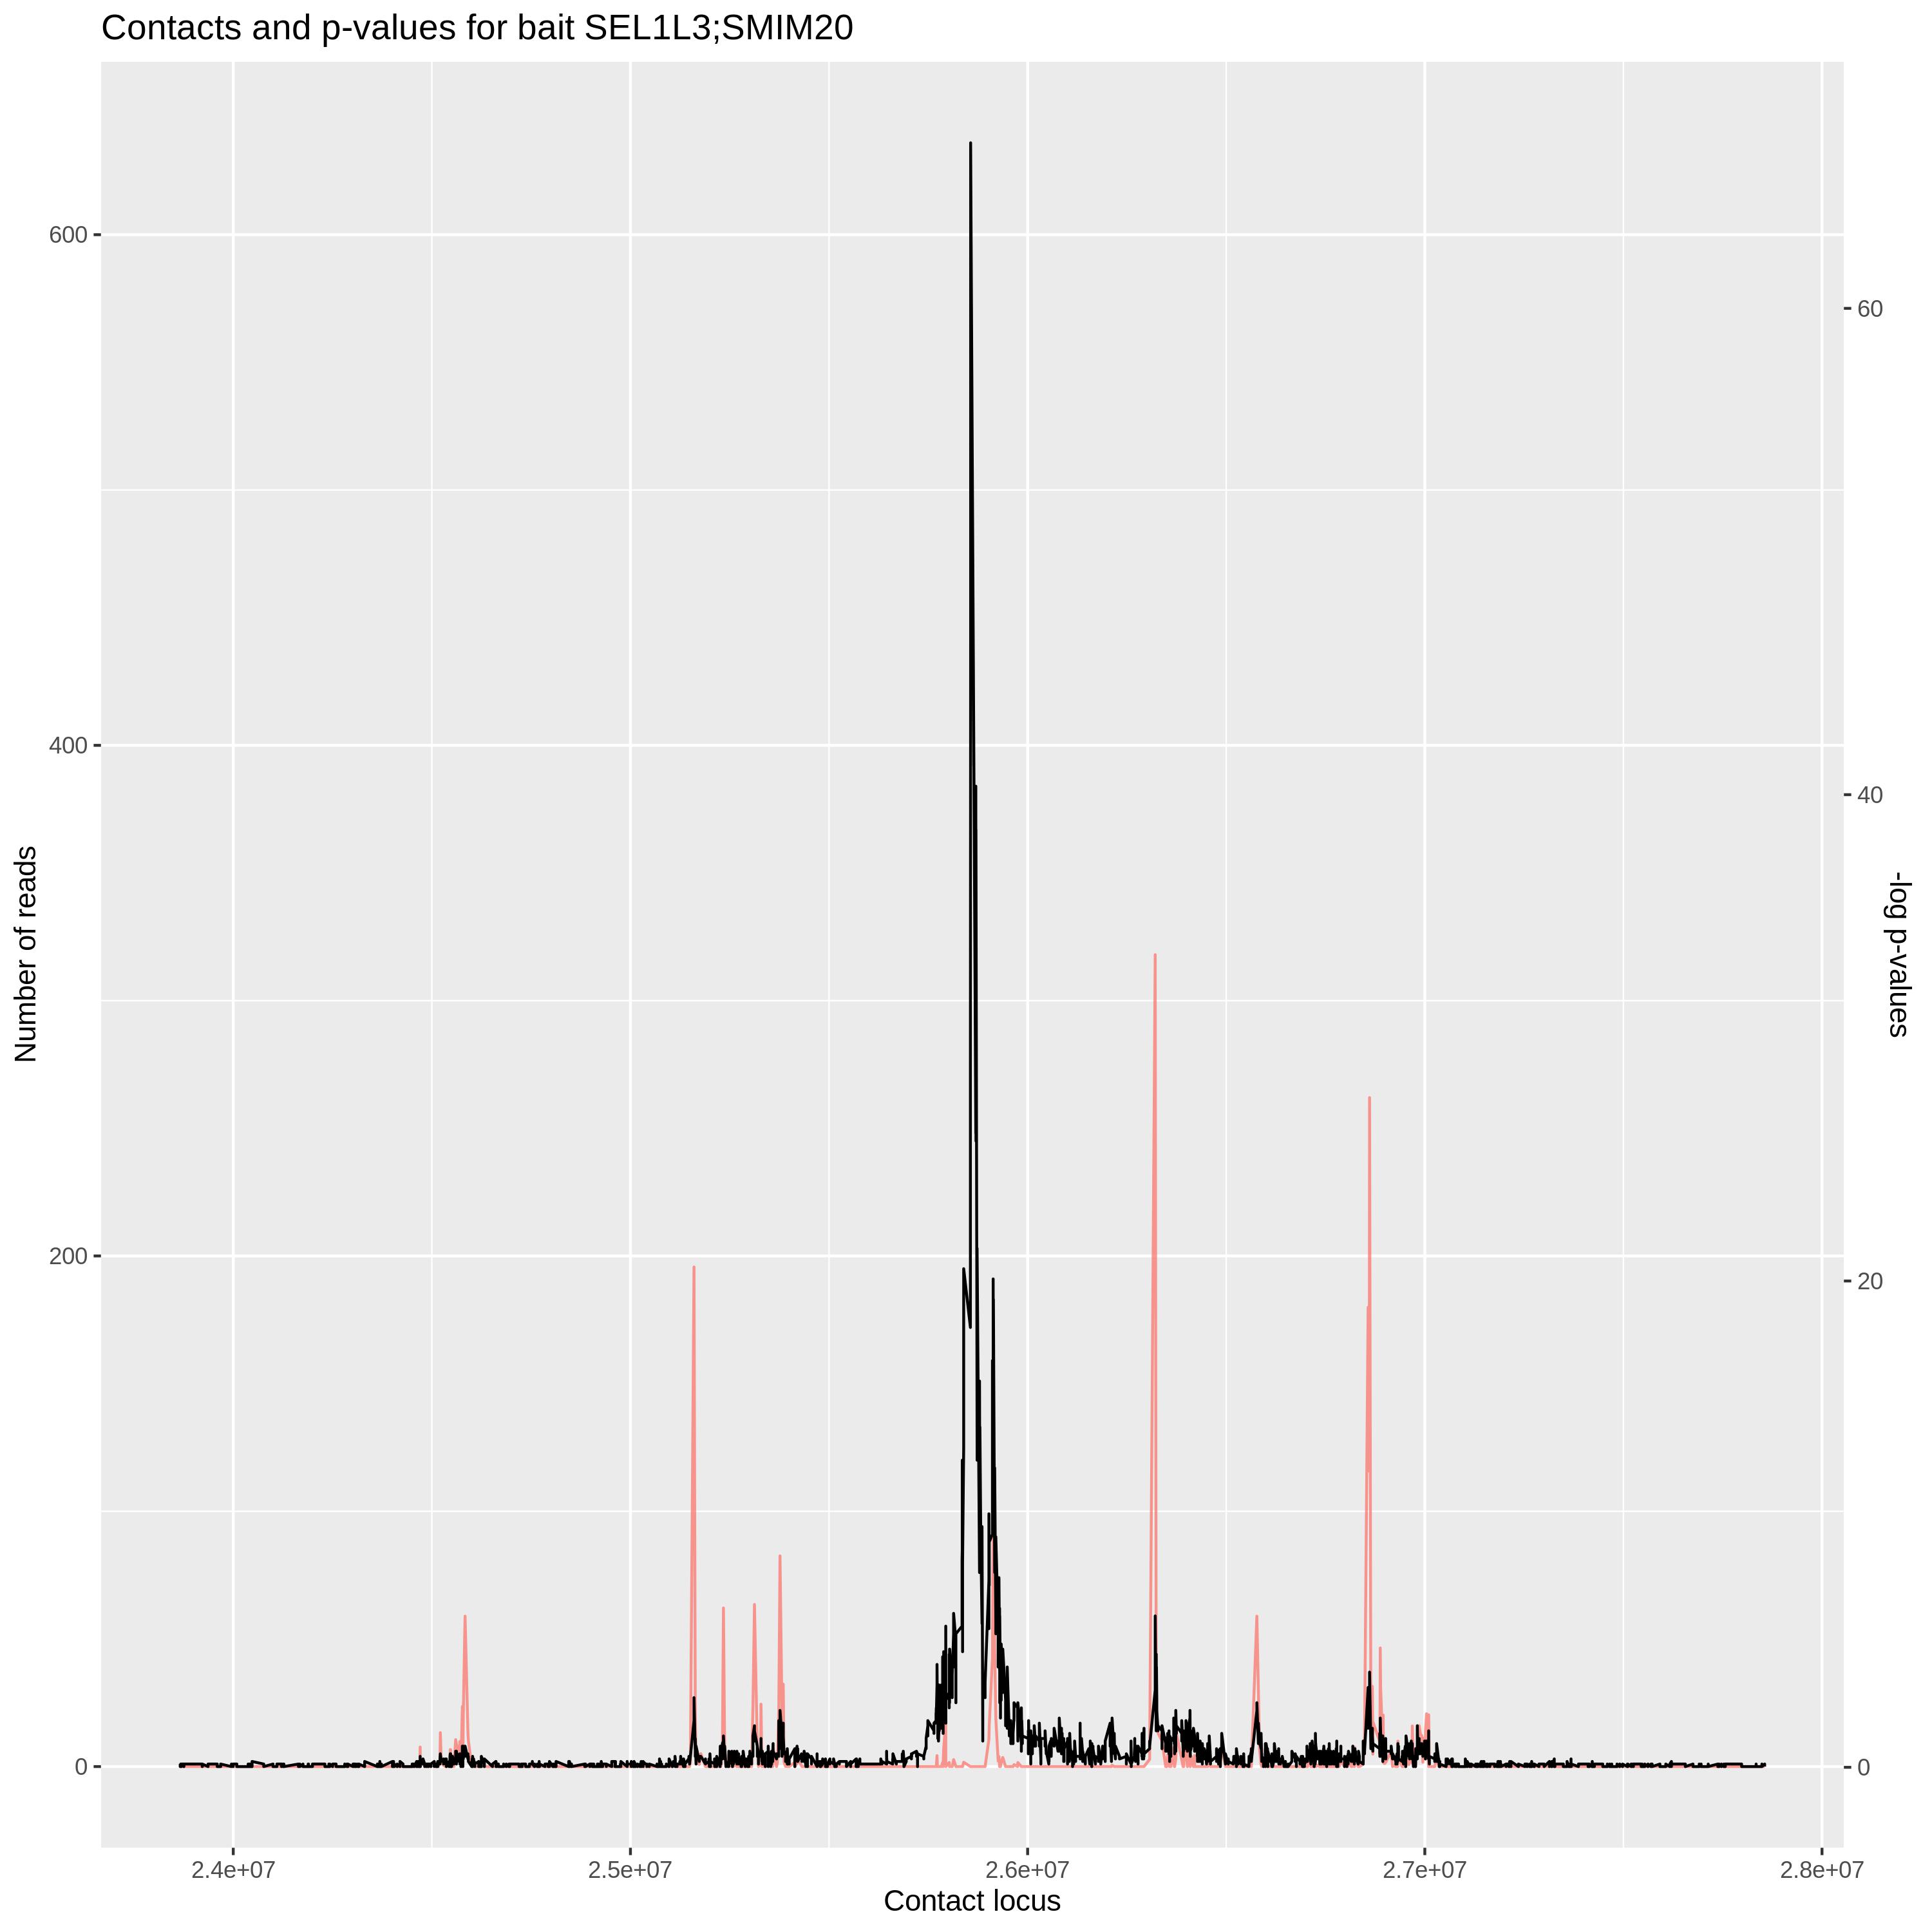 Contacts and p-values for bait SEL1L3;SMIM20
600
400
200
0
Number of reads
60
40
20
0
-log p-values
2.4e+07
2.5e+07
2.6e+07
2.7e+07
2.8e+07
Contact locus